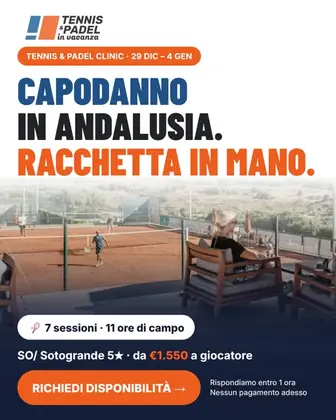 TENNIS
&PADEL
in vacanza
TENNIS & PADEL CLINIC · 29 DIC – 4 GEN
CAPODANNO
IN ANDALUSIA.
RACCHETTA IN MANO.
7 sessioni · 11 ore di campo
SO/ Sotogrande 5★ · da €1.550 a giocatore
RICHIEDI DISPONIBILITÀ →
Rispondiamo entro 1 ora
Nessun pagamento adesso